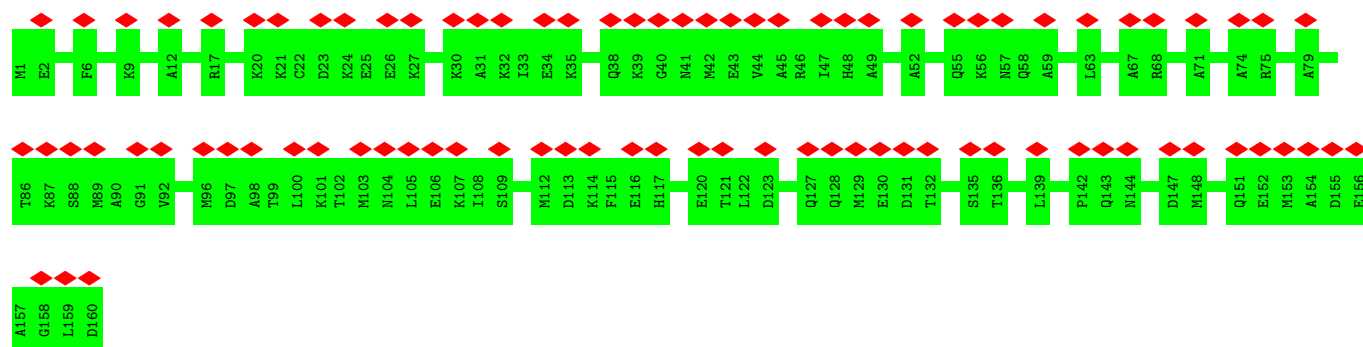 M1 E2 F6 K9 A12 R17 K20 K21 C22 D23 K24 E25 E26 K27 K30 A31 K32 I33 E34 K35 Q38 K39 G40 N41 M42 E43 V44 A45 R46 I47 H48 A49 A52 Q55 K56 N57 Q58 A59 L63 A67 R68 A71 A74 R75 A79
T86 K87 S88 M89 A90 G91 V92 M96 D97 A98 T99 L100 K101 T102 M103 N104 L105 E106 K107 I108 S109 M112 D113 K114 F115 E116 H117 E120 T121 L122 D123 Q127 Q128 M129 E130 D131 T132 S135 T136 L139 P142 Q143 N144 D147 M148 Q151 E152 M153 A154 D155 E156
A157 G158 L159 D160